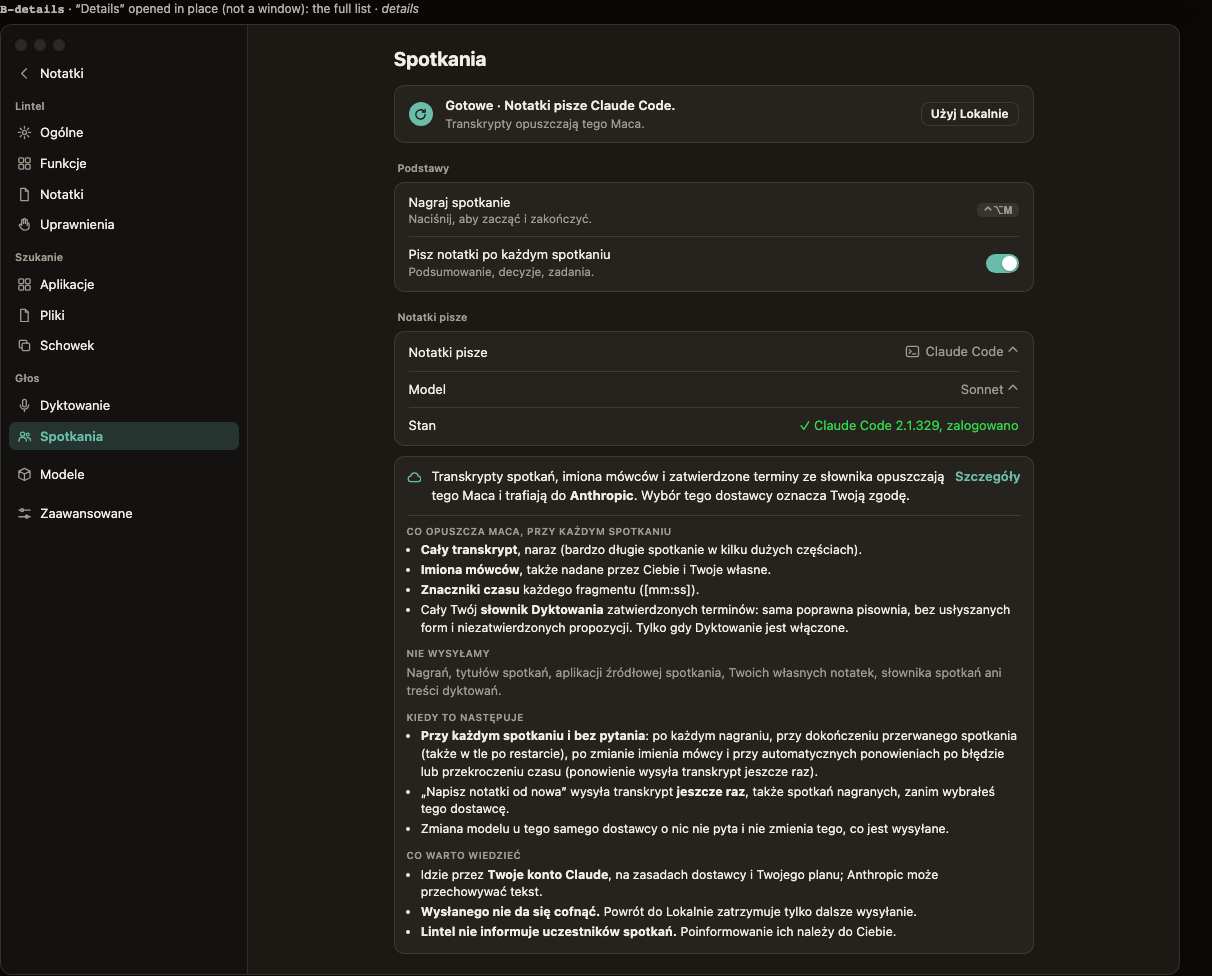 B-details · “Details” opened in place (not a window): the full list · details
Notatki
Lintel
Ogólne
Funkcje
Notatki
Uprawnienia
Szukanie
Aplikacje
Pliki
Schowek
Głos
Dyktowanie
Spotkania
Modele
Zaawansowane
Spotkania
Gotowe · Notatki pisze Claude Code.
Transkrypty opuszczają tego Maca.
Użyj Lokalnie
Podstawy
Nagraj spotkanie
Naciśnij, aby zacząć i zakończyć.
⌃⌥M
Pisz notatki po każdym spotkaniu
Podsumowanie, decyzje, zadania.
Notatki pisze
Notatki pisze
Claude Code
Model
Sonnet
Stan
✓ Claude Code 2.1.329, zalogowano
Transkrypty spotkań, imiona mówców i zatwierdzone terminy ze słownika opuszczają
tego Maca i trafiają do Anthropic. Wybór tego dostawcy oznacza Twoją zgodę.
Szczegóły
CO OPUSZCZA MACA, PRZY KAŻDYM SPOTKANIU
• Cały transkrypt, naraz (bardzo długie spotkanie w kilku dużych częściach).
• Imiona mówców, także nadane przez Ciebie i Twoje własne.
• Znaczniki czasu każdego fragmentu ([mm:ss]).
• Cały Twój słownik Dyktowania zatwierdzonych terminów: sama poprawna pisownia, bez usłyszanych
form i niezatwierdzonych propozycji. Tylko gdy Dyktowanie jest włączone.
NIE WYSYŁAMY
Nagrań, tytułów spotkań, aplikacji źródłowej spotkania, Twoich własnych notatek, słownika spotkań ani
treści dyktowań.
KIEDY TO NASTĘPUJE
• Przy każdym spotkaniu i bez pytania: po każdym nagraniu, przy dokończeniu przerwanego spotkania
(także w tle po restarcie), po zmianie imienia mówcy i przy automatycznych ponowieniach po błędzie
lub przekroczeniu czasu (ponowienie wysyła transkrypt jeszcze raz).
• „Napisz notatki od nowa” wysyła transkrypt jeszcze raz, także spotkań nagranych, zanim wybrałeś
tego dostawcę.
• Zmiana modelu u tego samego dostawcy o nic nie pyta i nie zmienia tego, co jest wysyłane.
CO WARTO WIEDZIEĆ
• Idzie przez Twoje konto Claude, na zasadach dostawcy i Twojego planu; Anthropic może
przechowywać tekst.
• Wysłanego nie da się cofnąć. Powrót do Lokalnie zatrzymuje tylko dalsze wysyłanie.
• Lintel nie informuje uczestników spotkań. Poinformowanie ich należy do Ciebie.